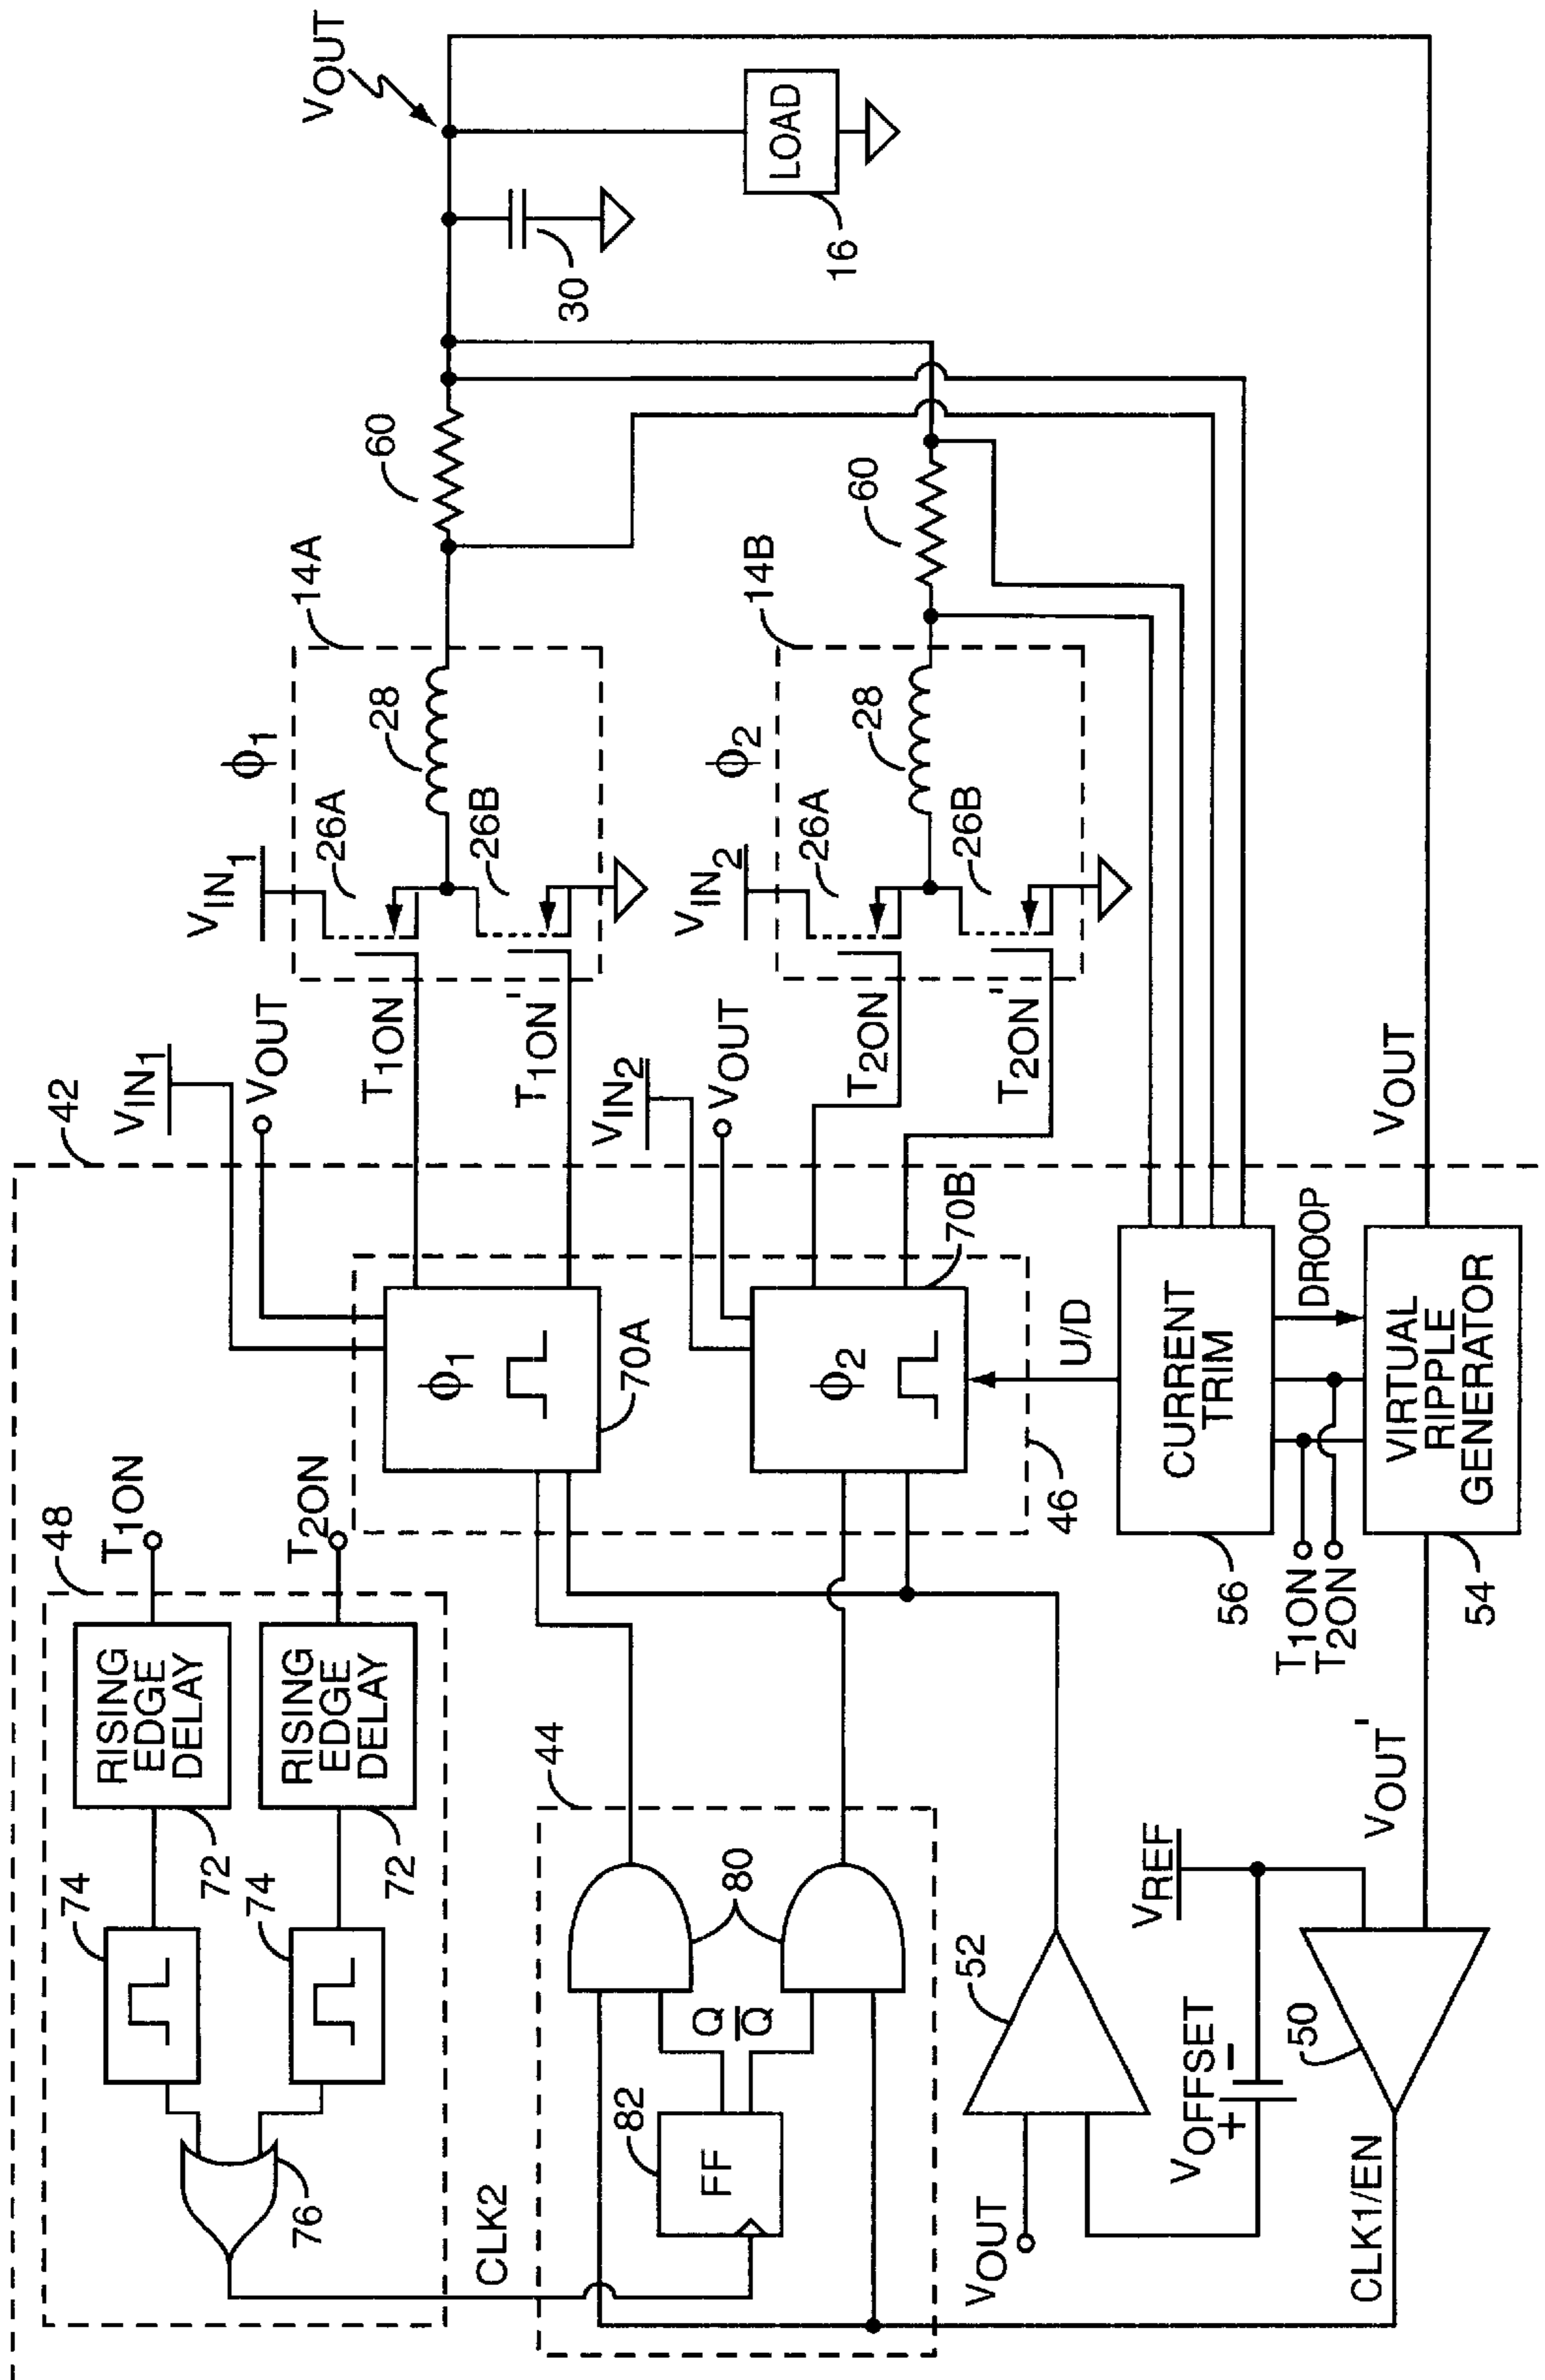 48
T1ON
RISING
EDGE
DELAY
72
74
T2ON
RISING
EDGE
DELAY
72
74
76
CLK2
42
VIN1
VOUT
T1ON
T1ON'
VIN2
VOUT
T2ON
T2ON'
44
80
82
FF
Q
Q̅
46
ϕ1
70A
ϕ2
70B
U/D
VIN1
ϕ1
14A
26A
26B
28
60
VIN2
ϕ2
14B
26A
26B
28
60
VOUT
30
LOAD
16
52
VOUT
VOFFSET
+
−
VREF
50
CLK1/EN
VOUT'
CURRENT
TRIM
56
DROOP
T1ON
T2ON
VIRTUAL
RIPPLE
GENERATOR
54
VOUT